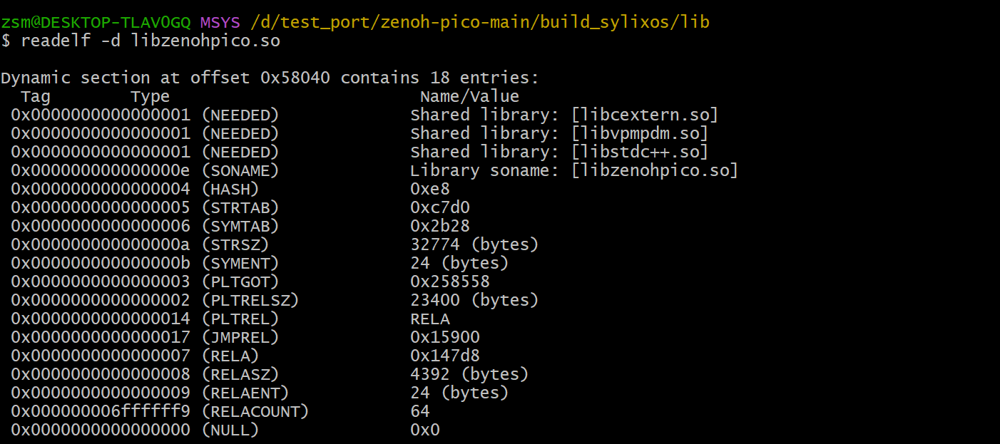 zsm@DESKTOP-TLAV0GQ MSYS /d/test_port/zenoh-pico-main/build_sylixos/lib
$ readelf -d libzenohpico.so

Dynamic section at offset 0x58040 contains 18 entries:
  Tag        Type                         Name/Value
 0x0000000000000001 (NEEDED)             Shared library: [libcextern.so]
 0x0000000000000001 (NEEDED)             Shared library: [libvpmpdm.so]
 0x0000000000000001 (NEEDED)             Shared library: [libstdc++.so]
 0x000000000000000e (SONAME)             Library soname: [libzenohpico.so]
 0x0000000000000004 (HASH)               0xe8
 0x0000000000000005 (STRTAB)             0xc7d0
 0x0000000000000006 (SYMTAB)             0x2b28
 0x000000000000000a (STRSZ)              32774 (bytes)
 0x000000000000000b (SYMENT)             24 (bytes)
 0x0000000000000003 (PLTGOT)             0x258558
 0x0000000000000002 (PLTRELSZ)           23400 (bytes)
 0x0000000000000014 (PLTREL)             RELA
 0x0000000000000017 (JMPREL)             0x15900
 0x0000000000000007 (RELA)               0x147d8
 0x0000000000000008 (RELASZ)             4392 (bytes)
 0x0000000000000009 (RELAENT)            24 (bytes)
 0x000000006ffffff9 (RELACOUNT)          64
 0x0000000000000000 (NULL)               0x0